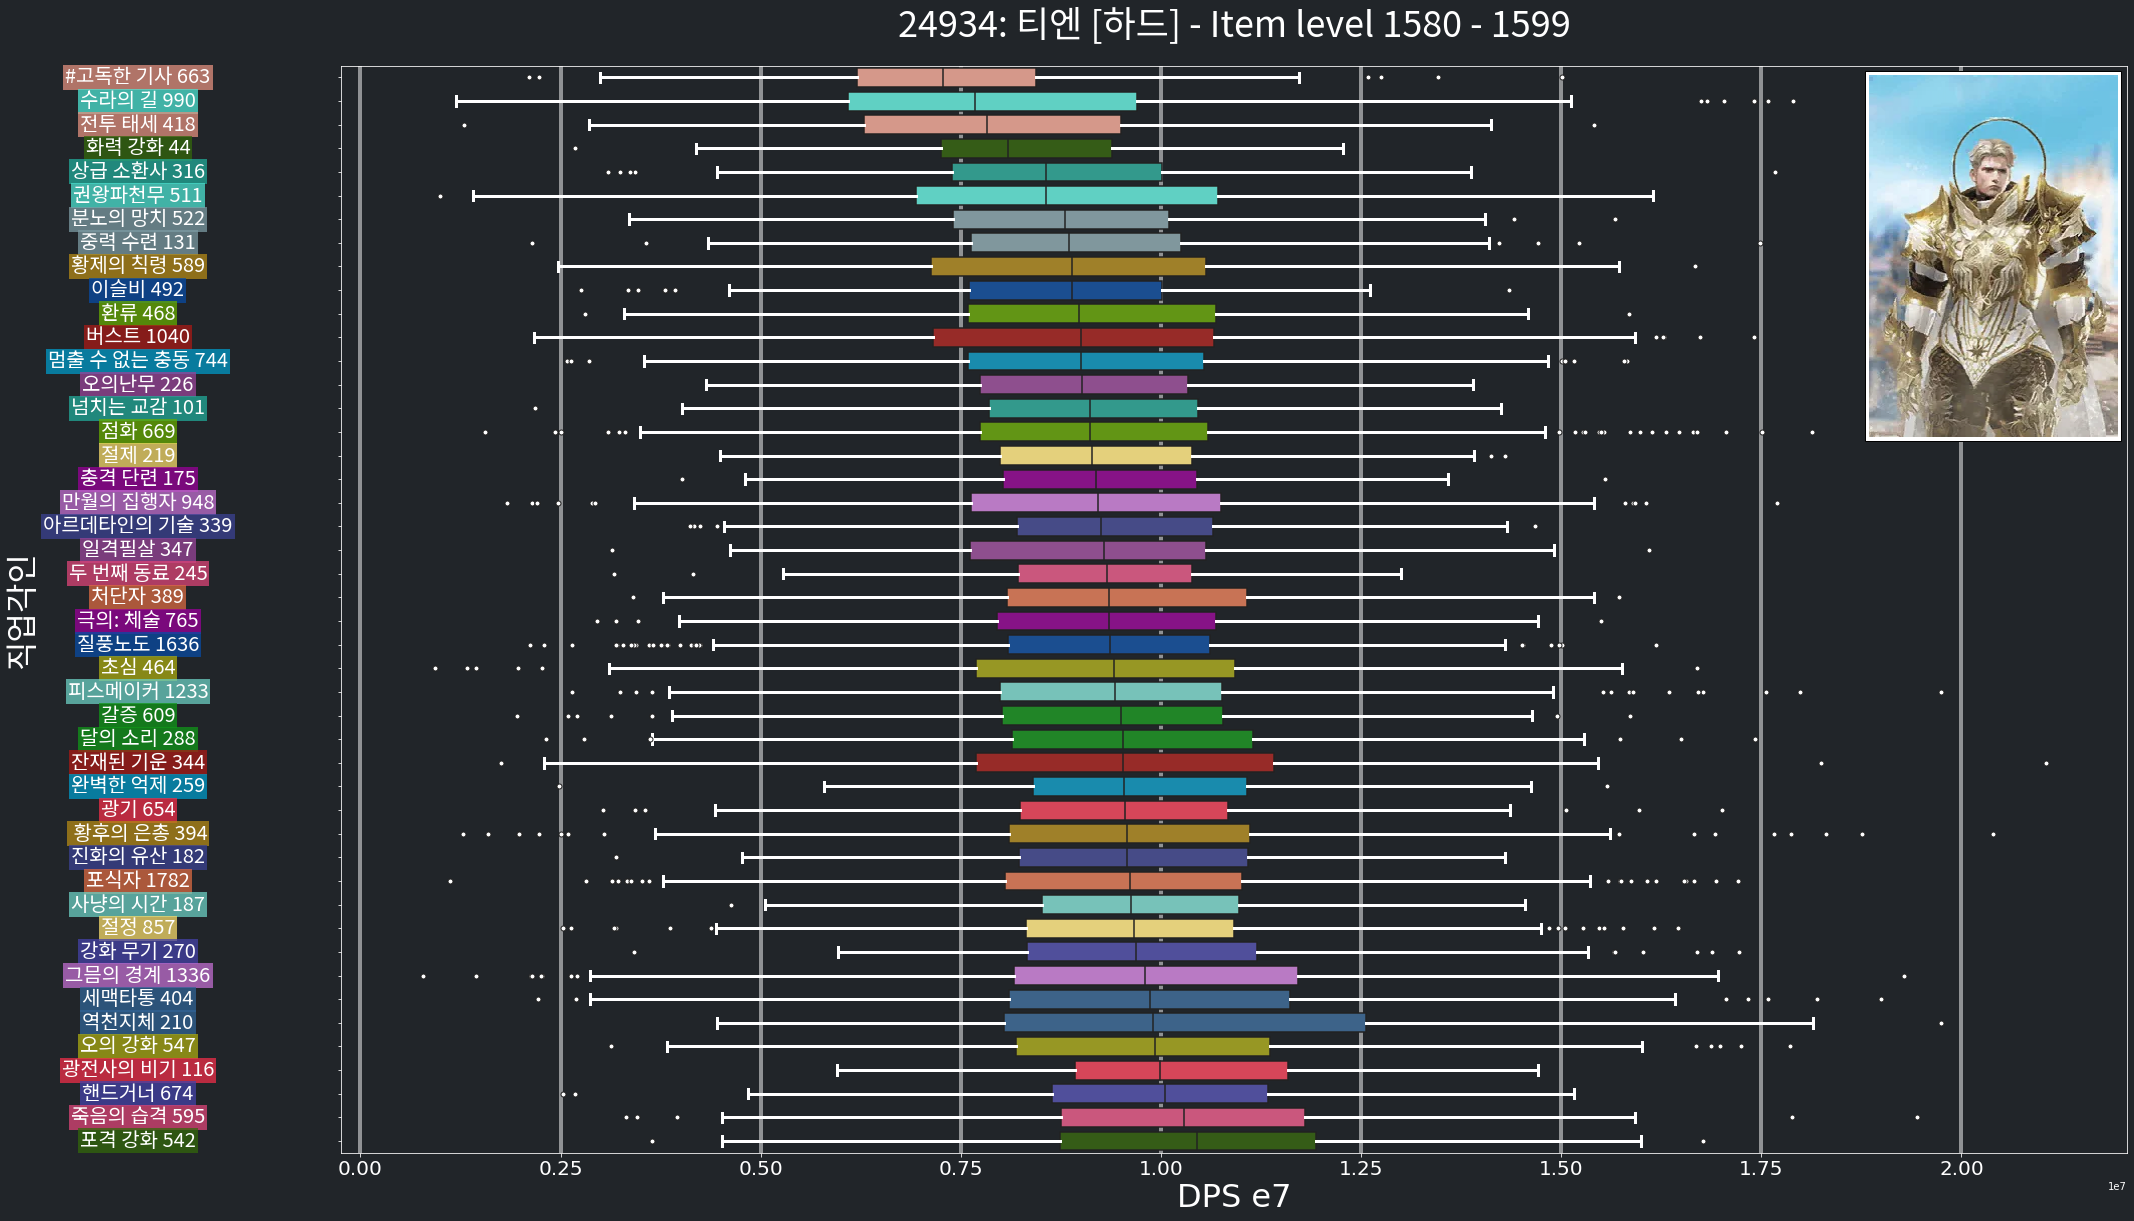 24934: 티엔 [하드] - Item level 1580 - 1599
#고독한 기사 663
수라의 길 990
전투 태세 418
화력 강화 44
상급 소환사 316
권왕파천무 511
분노의 망치 522
중력 수련 131
황제의 칙령 589
이슬비 492
환류 468
버스트 1040
멈출 수 없는 충동 744
오의난무 226
넘치는 교감 101
점화 669
절제 219
충격 단련 175
만월의 집행자 948
아르데타인의 기술 339
일격필살 347
두 번째 동료 245
처단자 389
극의: 체술 765
질풍노도 1636
초심 464
피스메이커 1233
갈증 609
달의 소리 288
잔재된 기운 344
완벽한 억제 259
광기 654
황후의 은총 394
진화의 유산 182
포식자 1782
사냥의 시간 187
절정 857
강화 무기 270
그믐의 경계 1336
세맥타통 404
역천지체 210
오의 강화 547
광전사의 비기 116
핸드거너 674
죽음의 습격 595
포격 강화 542
직업각인
0.00 0.25 0.50 0.75 1.00 1.25 1.50 1.75 2.00
DPS e7
1e7